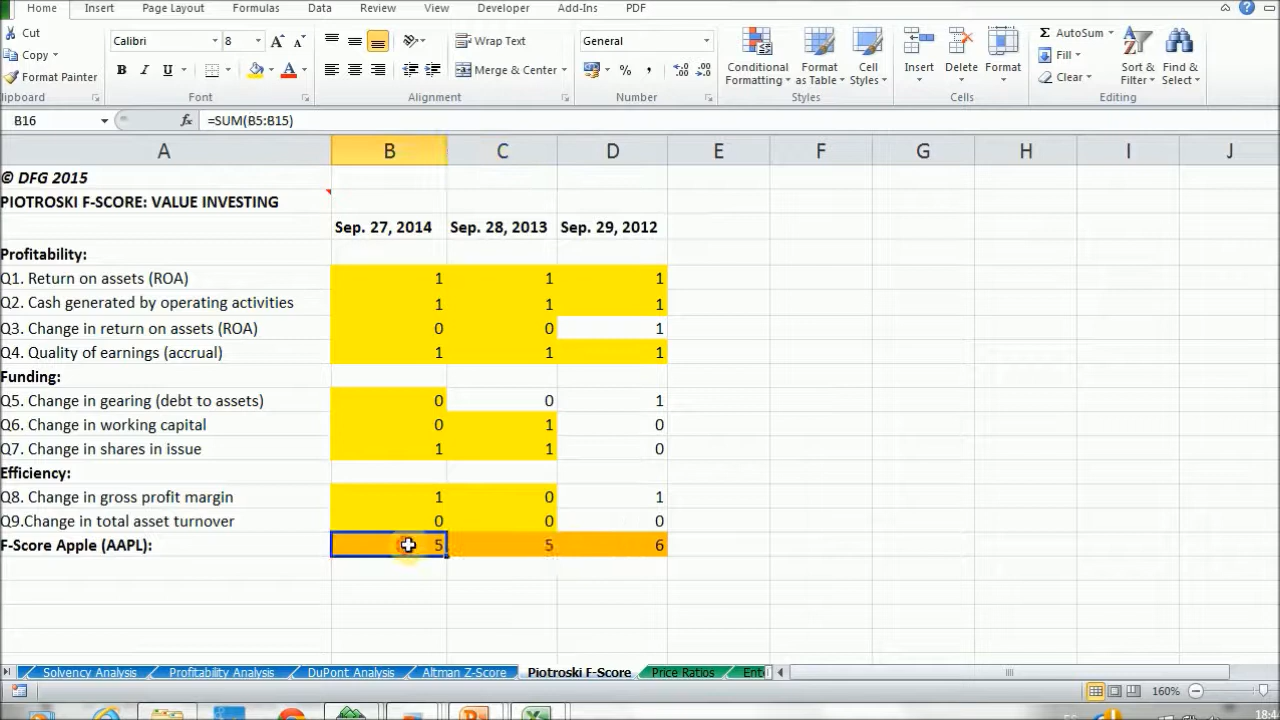 Home Insert Page Layout Formulas Data Review View Developer Add-Ins PDF
Cut
Copy
Format Painter
Calibri 8
Wrap Text
Merge & Center
General
Conditional Formatting
Format as Table
Cell Styles
Insert
Delete
Format
AutoSum
Fill
Clear
Sort & Filter
Find & Select
lipboard Font Alignment Number Styles Cells Editing
B16 fx =SUM(B5:B15)
A B C D E F G H I J
© DFG 2015
PIOTROSKI F-SCORE: VALUE INVESTING
Sep. 27, 2014 Sep. 28, 2013 Sep. 29, 2012
Profitability:
Q1. Return on assets (ROA) 1 1 1
Q2. Cash generated by operating activities 1 1 1
Q3. Change in return on assets (ROA) 0 0 1
Q4. Quality of earnings (accrual) 1 1 1
Funding:
Q5. Change in gearing (debt to assets) 0 0 1
Q6. Change in working capital 0 1 0
Q7. Change in shares in issue 1 1 0
Efficiency:
Q8. Change in gross profit margin 1 0 1
Q9.Change in total asset turnover 0 0 0
F-Score Apple (AAPL): 5 5 6
Solvency Analysis Profitability Analysis DuPont Analysis Altman Z-Score Piotroski F-Score Price Ratios Ent
160%